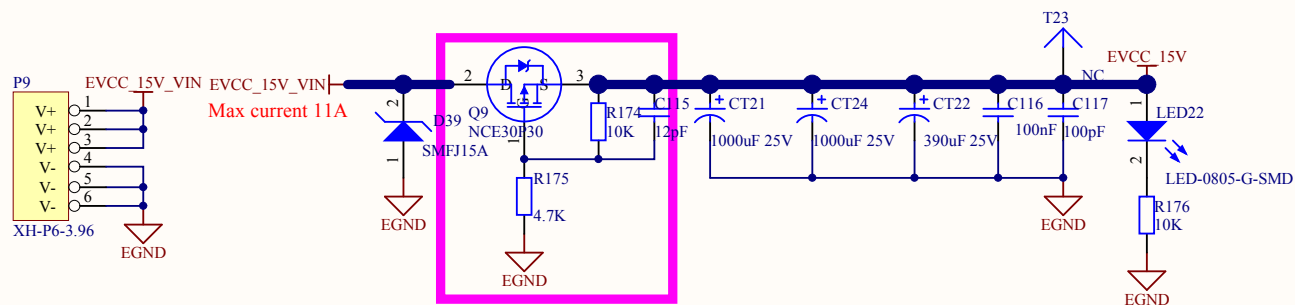 T23
P9
EVCC_15V_VIN
EVCC_15V_VIN
EVCC_15V
Max current 11A
V+ 1
V+ 2
V+ 3
V- 4
V- 5
V- 6
XH-P6-3.96
EGND
2
D39
SMFJ15A
1
EGND
2
D
S
G
3
Q9
NCE30P30
1
R174
10K
C115
12pF
R175
4.7K
EGND
CT21
1000uF 25V
CT24
1000uF 25V
CT22
390uF 25V
C116
100nF
NC
C117
100pF
EGND
1
LED22
2
LED-0805-G-SMD
R176
10K
EGND